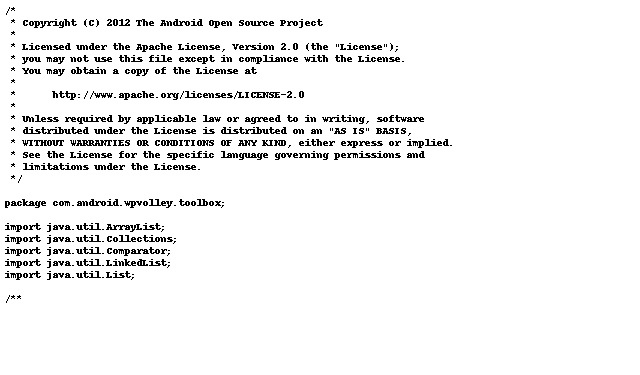 /*
 * Copyright (C) 2012 The Android Open Source Project
 *
 * Licensed under the Apache License, Version 2.0 (the "License");
 * you may not use this file except in compliance with the License.
 * You may obtain a copy of the License at
 *
 *      http://www.apache.org/licenses/LICENSE-2.0
 *
 * Unless required by applicable law or agreed to in writing, software
 * distributed under the License is distributed on an "AS IS" BASIS,
 * WITHOUT WARRANTIES OR CONDITIONS OF ANY KIND, either express or implied.
 * See the License for the specific language governing permissions and
 * limitations under the License.
 */

package com.android.wpvolley.toolbox;

import java.util.ArrayList;
import java.util.Collections;
import java.util.Comparator;
import java.util.LinkedList;
import java.util.List;

/**